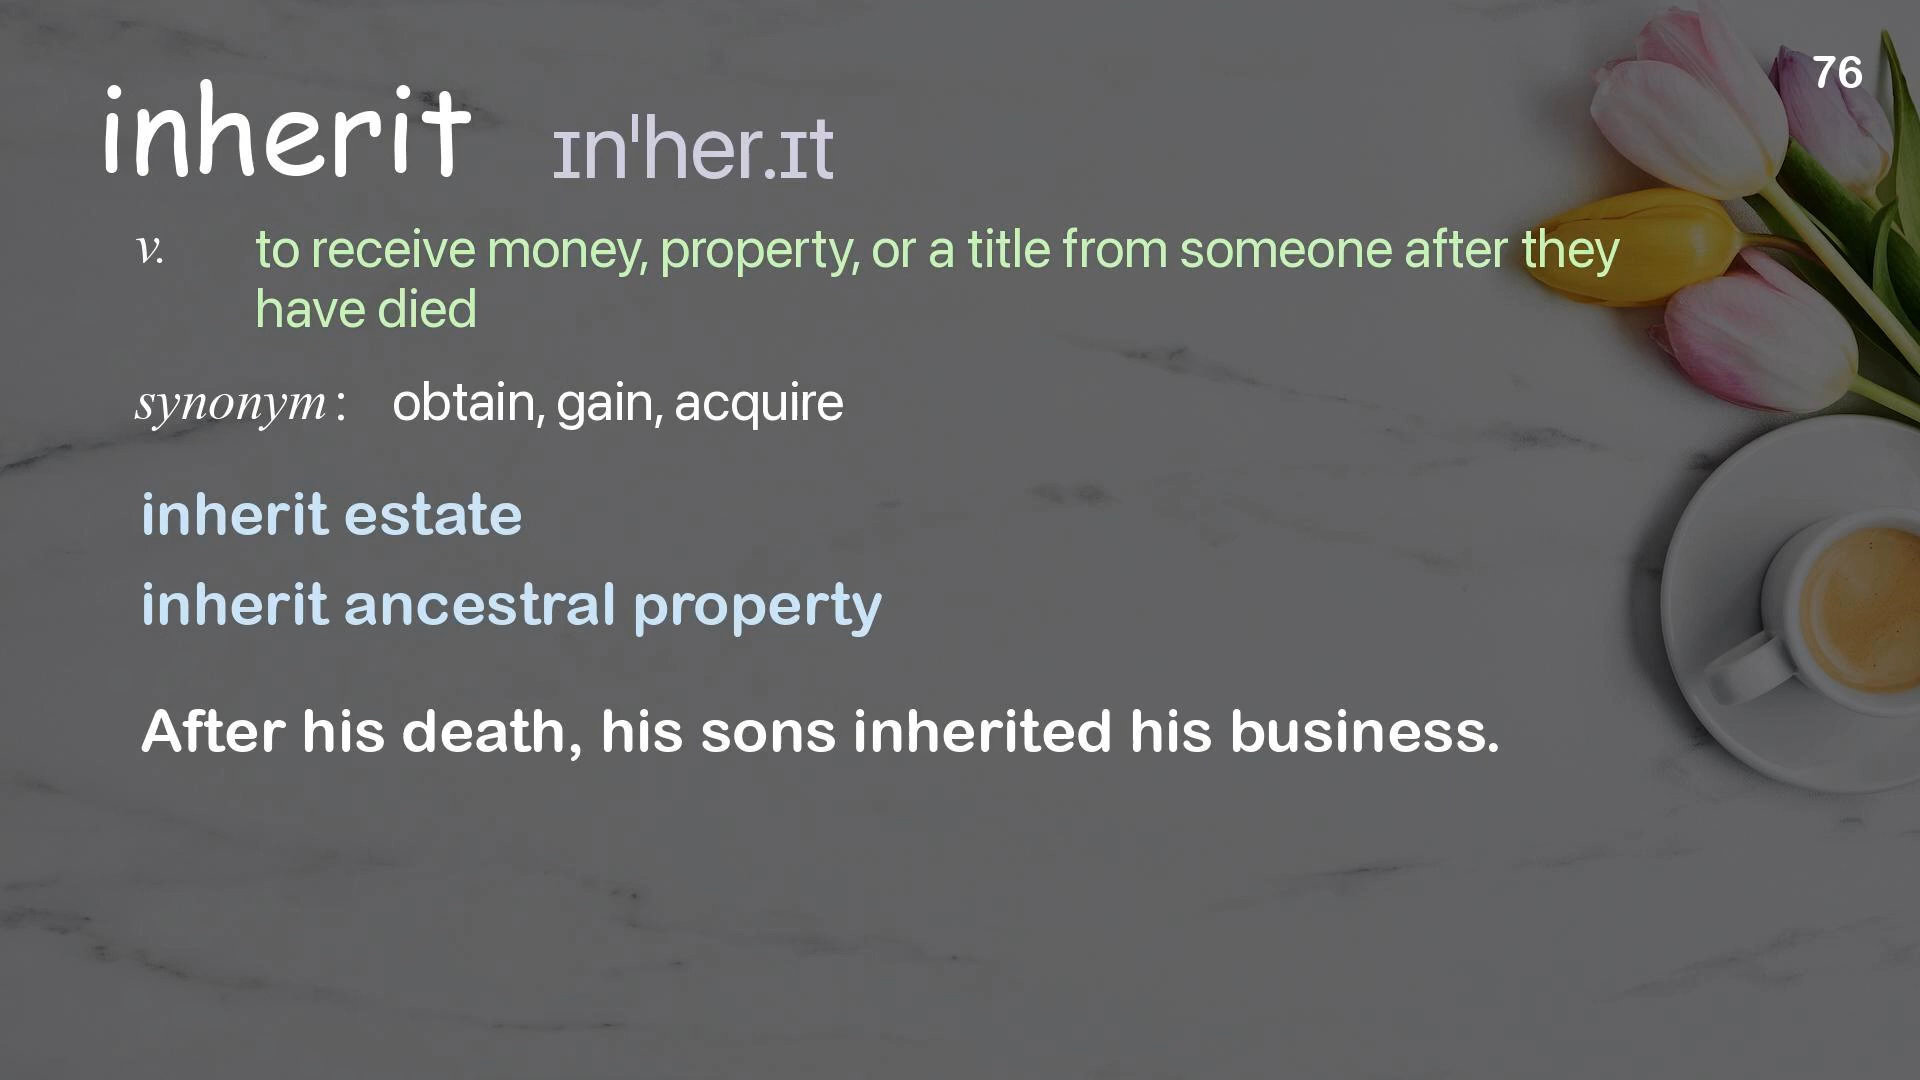 76
inherit ɪnˈher.ɪt
v. to receive money, property, or a title from someone after they
have died
synonym: obtain, gain, acquire
inherit estate
inherit ancestral property
After his death, his sons inherited his business.